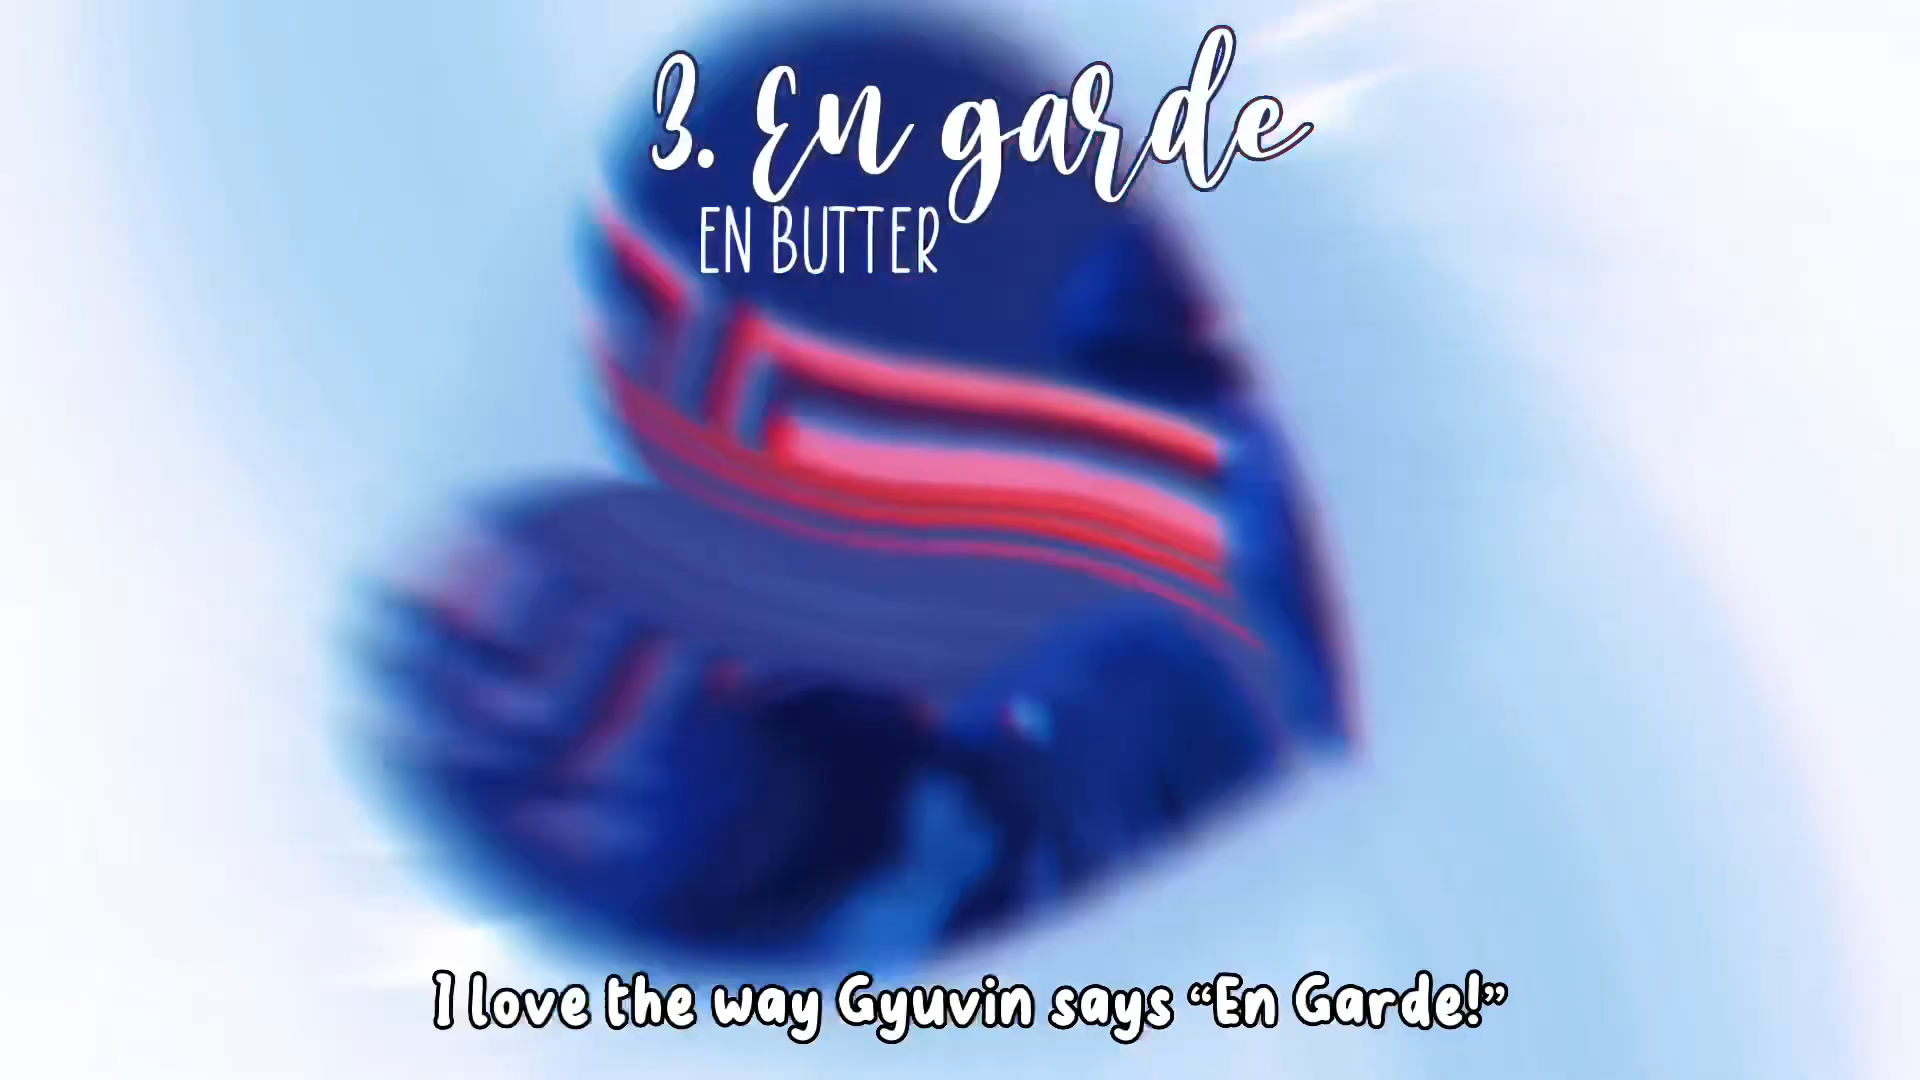 3. En garde
EN BUTTER
I love the way Gyuvin says “En Garde!”